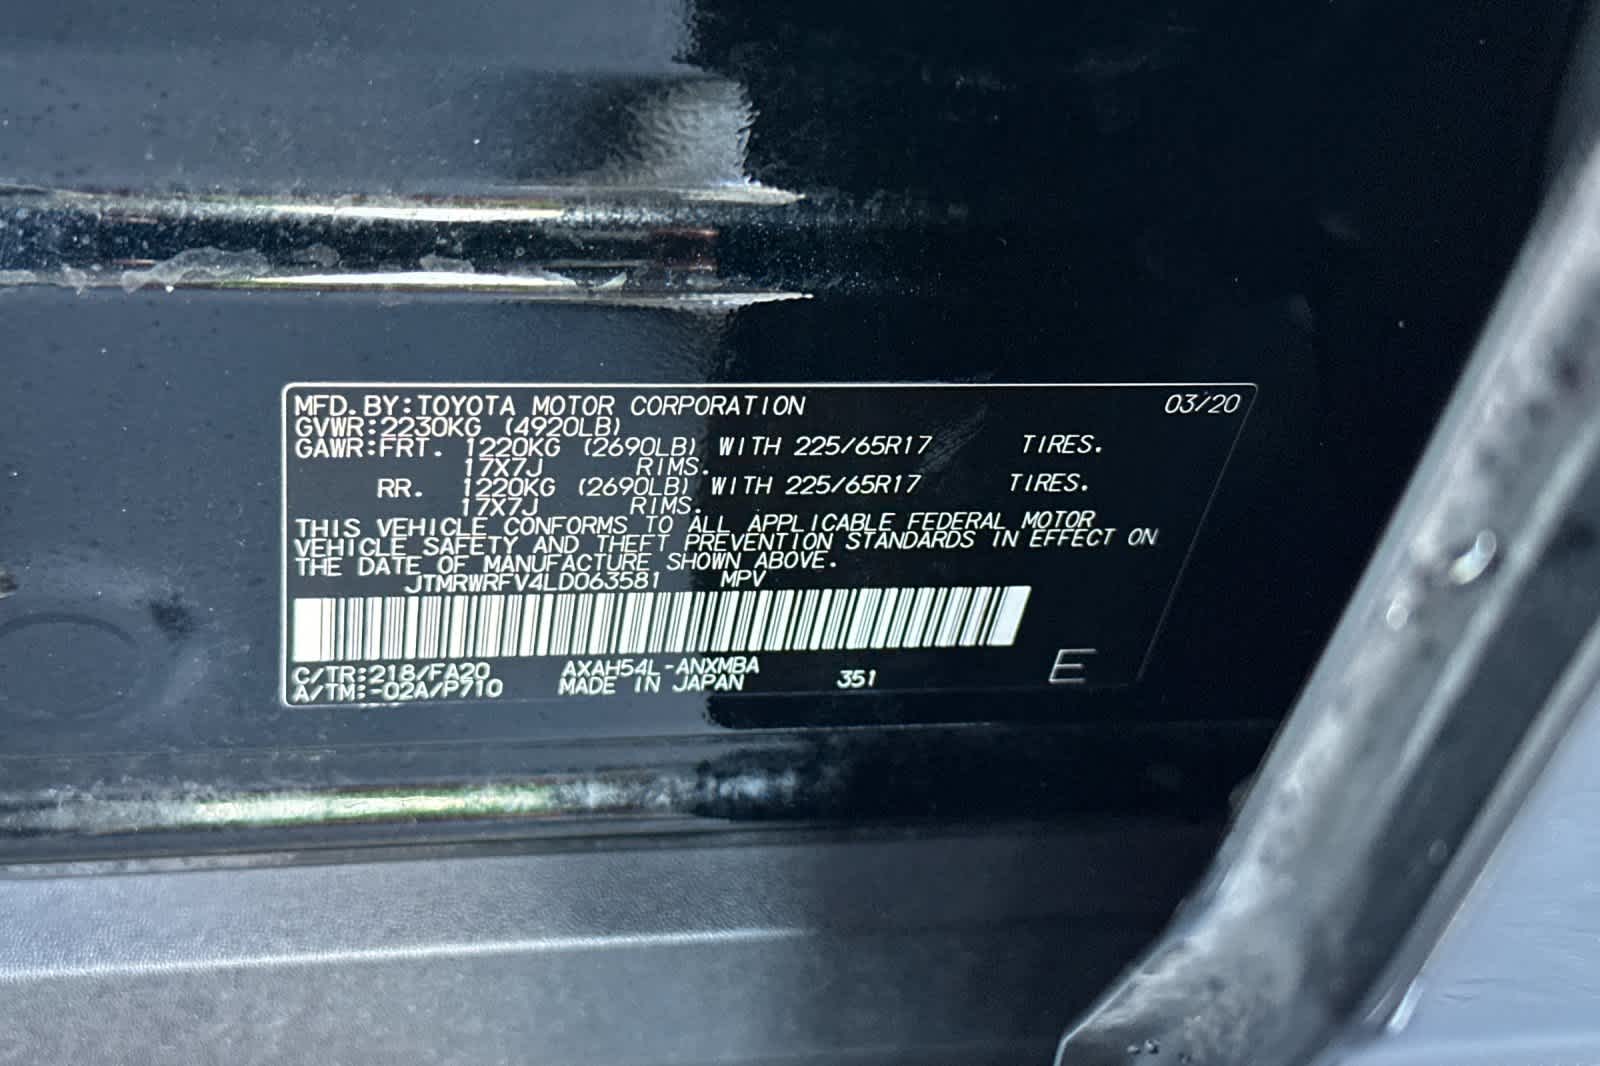 MFD. BY: TOYOTA MOTOR CORPORATION 03/20
GVWR: 2230KG (4920LB)
GAWR: FRT. 1220KG (2690LB) WITH 225/65R17 TIRES.
17X7J RIMS.
RR. 1220KG (2690LB) WITH 225/65R17 TIRES.
17X7J RIMS.
THIS VEHICLE CONFORMS TO ALL APPLICABLE FEDERAL MOTOR
VEHICLE SAFETY AND THEFT PREVENTION STANDARDS IN EFFECT ON
THE DATE OF MANUFACTURE SHOWN ABOVE.
JTMRWRFV4LD063581 MPV
C/TR: 218/FA20 AXAH54L-ANXMBA
A/TM: -02A/P710 MADE IN JAPAN 351 E